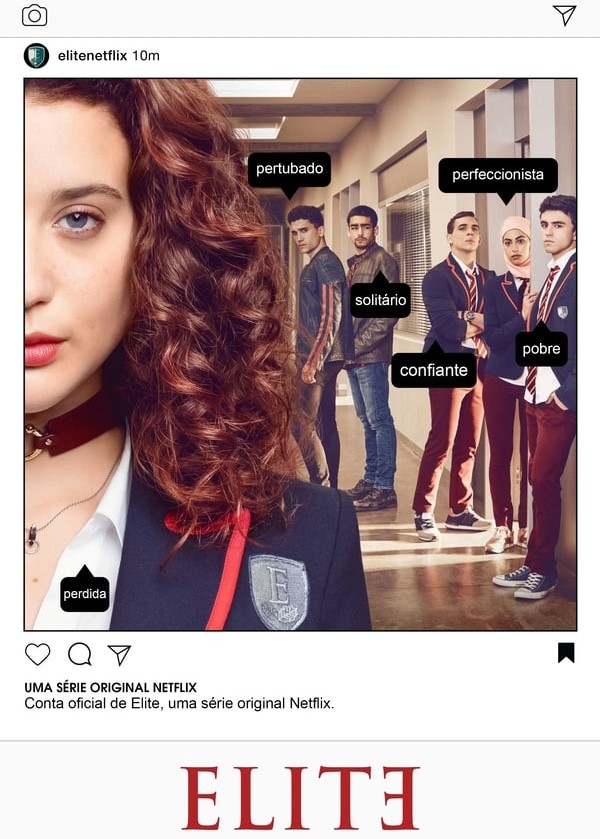 elitenetflix 10m
pertubado
perfeccionista
solitário
pobre
confiante
E
perdida
UMA SÉRIE ORIGINAL NETFLIX
Conta oficial de Elite, uma série original Netflix.
ELITE